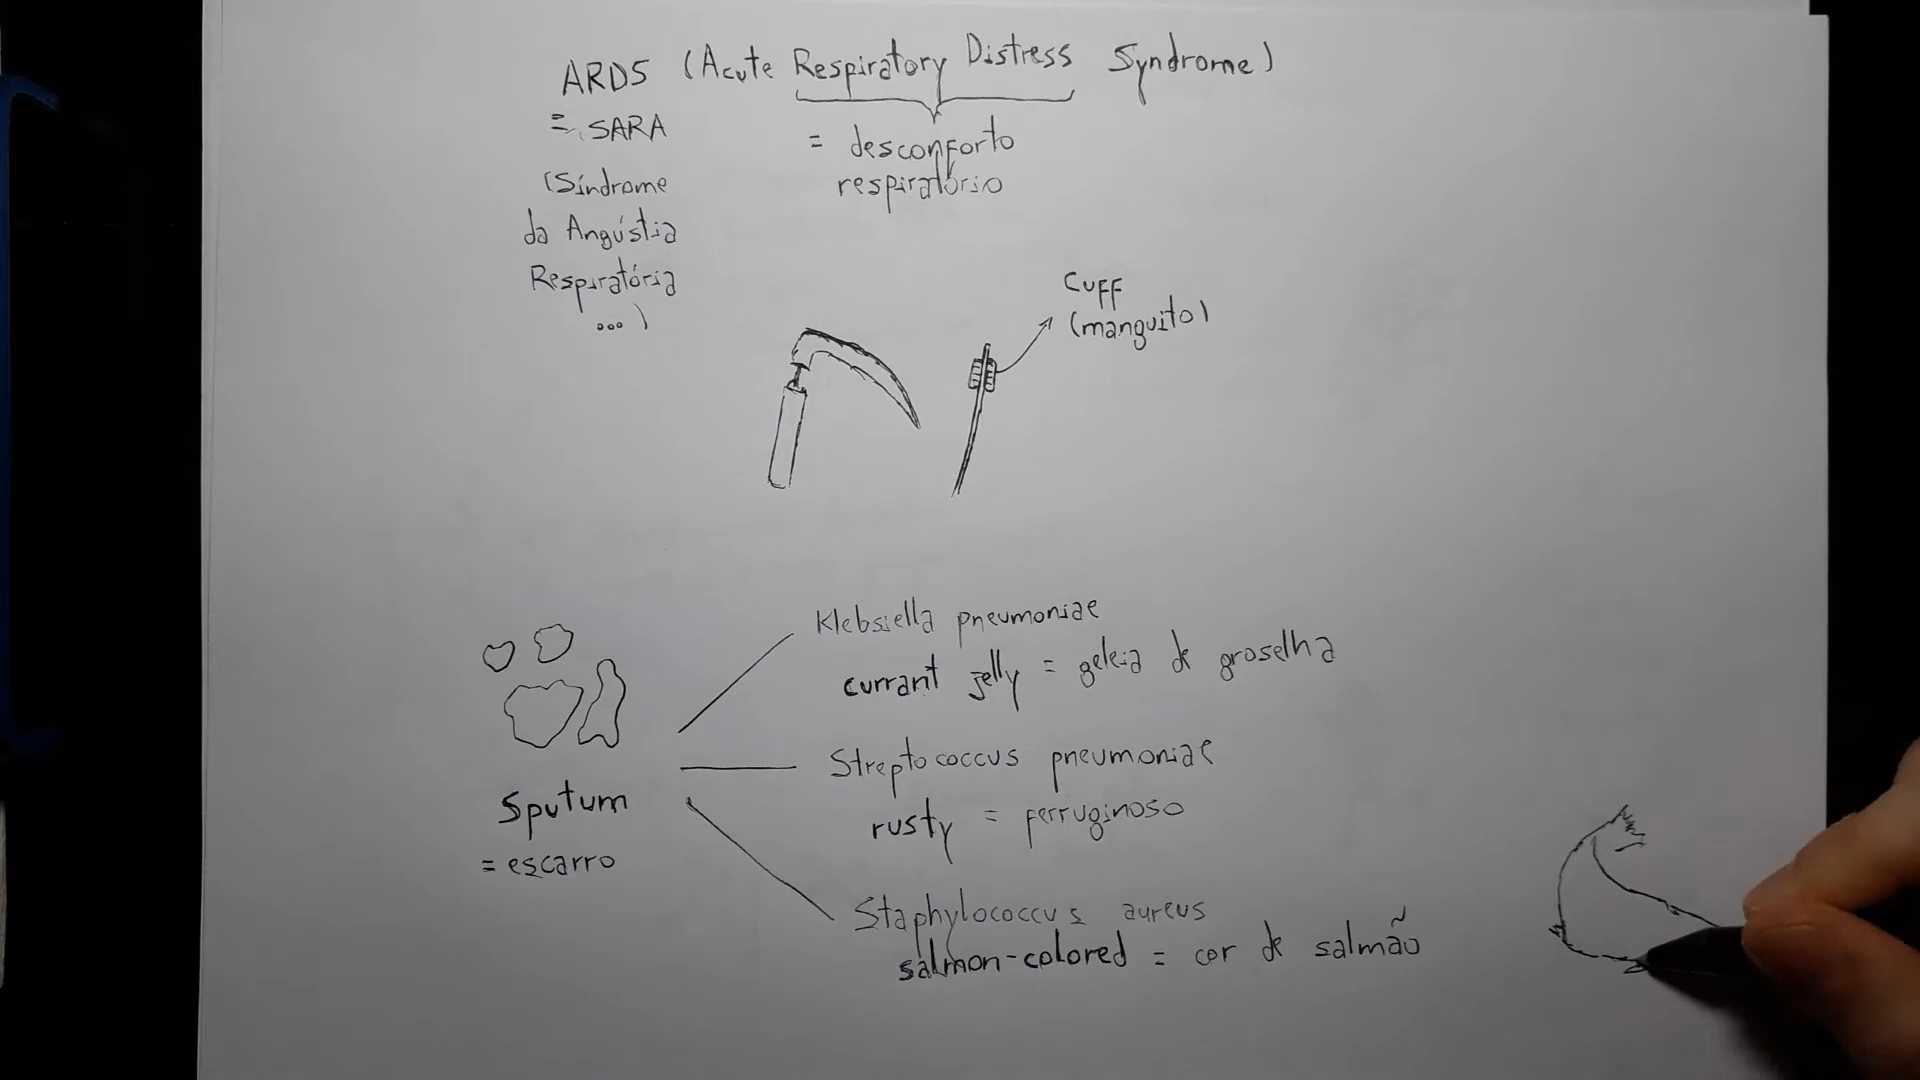 ARDS (Acute Respiratory Distress Syndrome)
= SARA
(Síndrome
da Angústia
Respiratória
...)
= desconforto
respiratório
Cuff
(manguito)
Klebsiella pneumoniae
currant jelly = geleia de groselha
Streptococcus pneumoniae
rusty = ferruginoso
Sputum
= escarro
Staphylococcus aureus
salmon-colored = cor de salmão